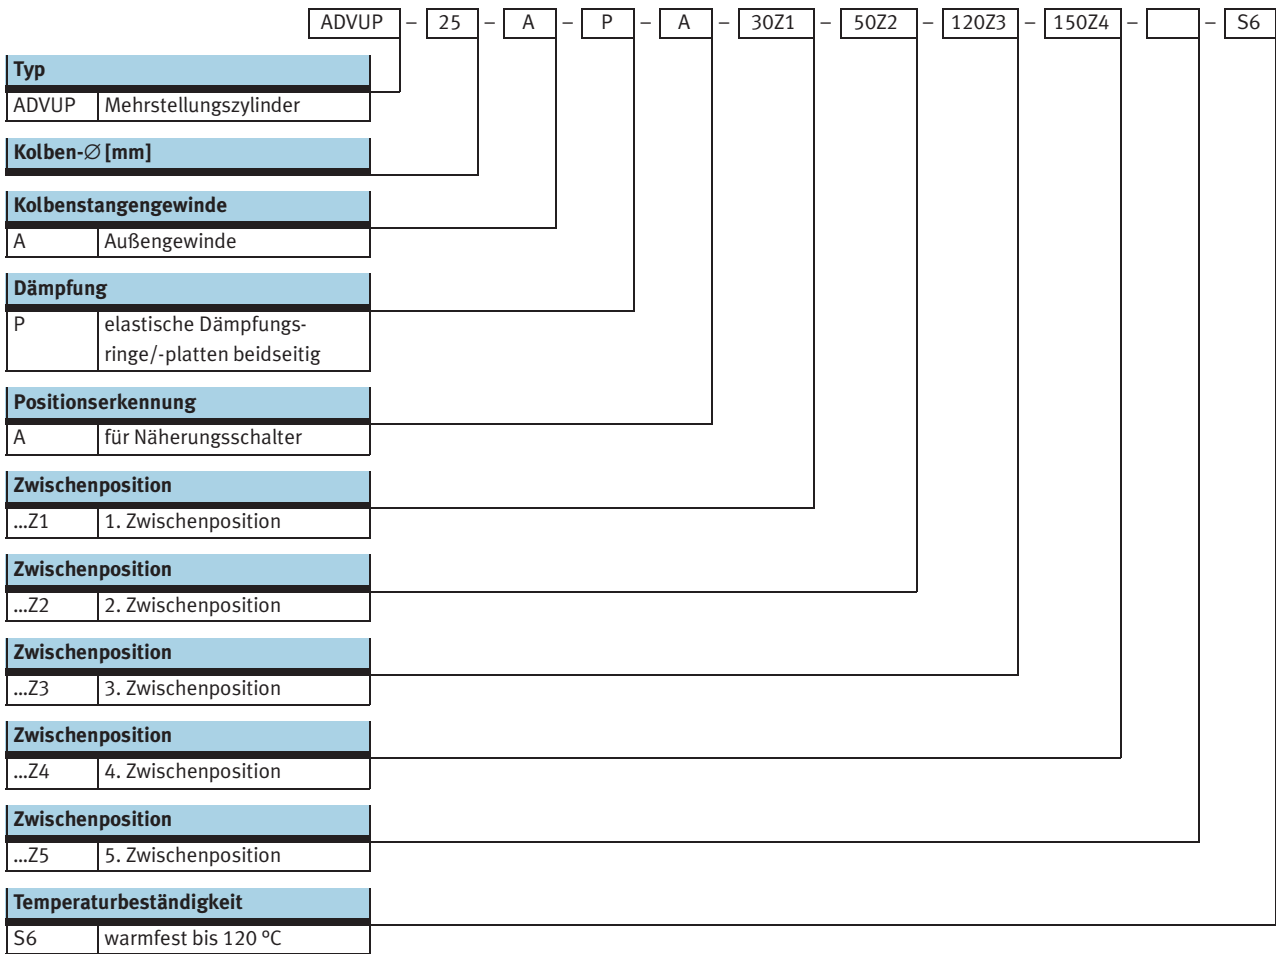 ADVUP – 25 – A – P – A – 30Z1 – 50Z2 – 120Z3 – 150Z4 – – S6
Typ
ADVUP Mehrstellungszylinder
Kolben-∅ [mm]
Kolbenstangengewinde
A Außengewinde
Dämpfung
P elastische Dämpfungs-
ringe/-platten beidseitig
Positionserkennung
A für Näherungsschalter
Zwischenposition
...Z1 1. Zwischenposition
Zwischenposition
...Z2 2. Zwischenposition
Zwischenposition
...Z3 3. Zwischenposition
Zwischenposition
...Z4 4. Zwischenposition
Zwischenposition
...Z5 5. Zwischenposition
Temperaturbeständigkeit
S6 warmfest bis 120 °C